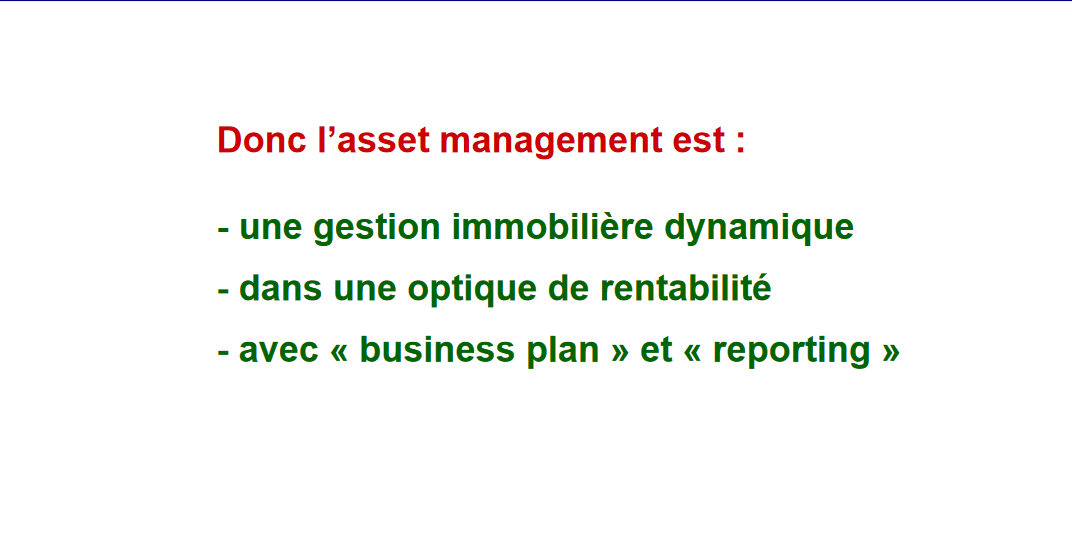 Donc l’asset management est :
- une gestion immobilière dynamique
- dans une optique de rentabilité
- avec « business plan » et « reporting »